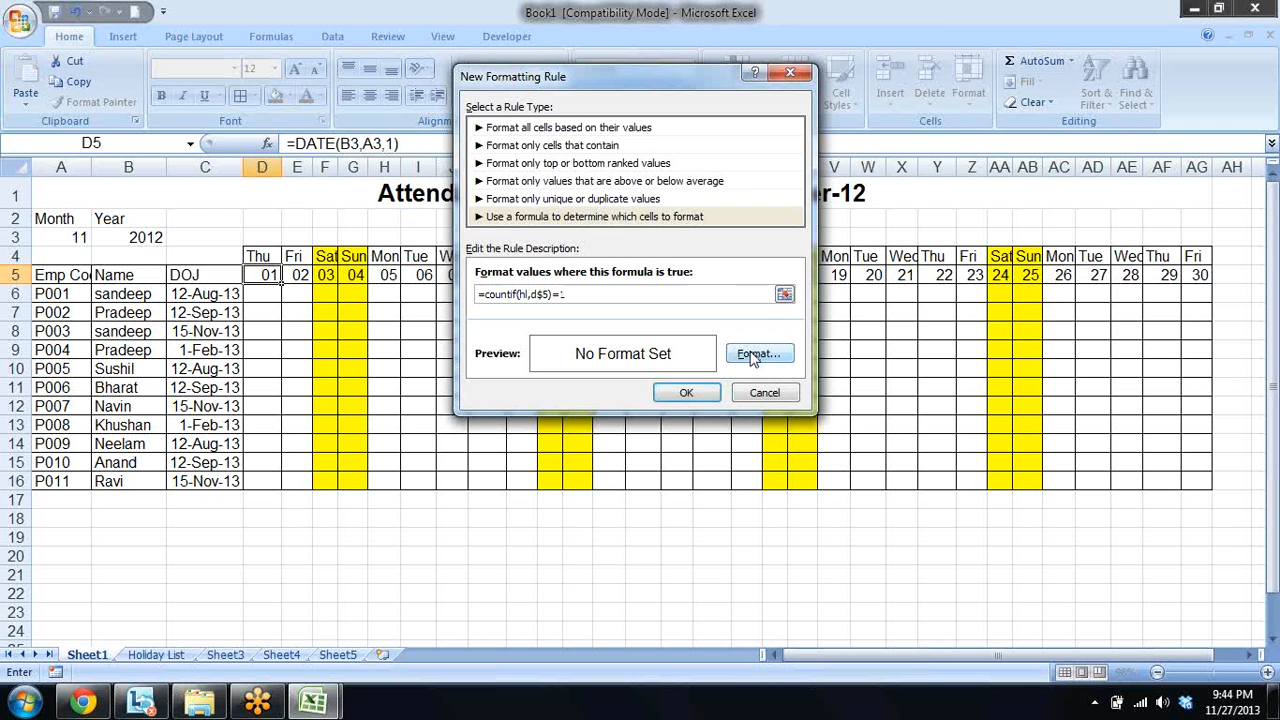 Book1 [Compatibility Mode] - Microsoft Excel
Home Insert Page Layout Formulas Data Review View Developer
Cut
Copy
Format Painter
Paste
Clipboard
12
Font
Alignm
Cell
Styles
Insert Delete Format
Cells
AutoSum
Fill
Clear
Sort & Filter
Find & Select
Editing
D5 fx =DATE(B3,A3,1)
A B C D E F G V W X Y Z AA AB AC AD AE AF AG AH
1 Attend er-12
2 Month Year
3 11 2012
4 Thu Fri Sat Sun Mon Tue Wed Thu Fri Sat Sun Mon Tue Wed Thu Fri
5 Emp Co Name DOJ 01 02 03 04 05 06 19 20 21 22 23 24 25 26 27 28 29 30
6 P001 sandeep 12-Aug-13
7 P002 Pradeep 12-Sep-13
8 P003 sandeep 15-Nov-13
9 P004 Pradeep 1-Feb-13
10 P005 Sushil 12-Aug-13
11 P006 Bharat 12-Sep-13
12 P007 Navin 15-Nov-13
13 P008 Khushan 1-Feb-13
14 P009 Neelam 12-Aug-13
15 P010 Anand 12-Sep-13
16 P011 Ravi 15-Nov-13
17
18
19
20
21
22
23
24
New Formatting Rule
Select a Rule Type:
► Format all cells based on their values
► Format only cells that contain
► Format only top or bottom ranked values
► Format only values that are above or below average
► Format only unique or duplicate values
► Use a formula to determine which cells to format
Edit the Rule Description:
Format values where this formula is true:
Preview: No Format Set Format...
OK Cancel
Sheet1 Holiday List Sheet3 Sheet4 Sheet5
Enter
9:44 PM
11/27/2013